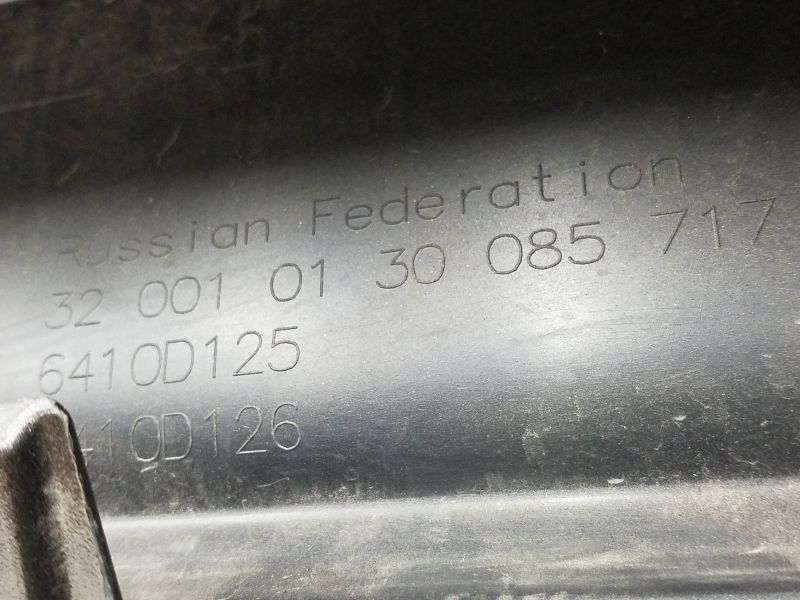 Russian Federation
32 001 01 30 085 717
6410D125
410D126